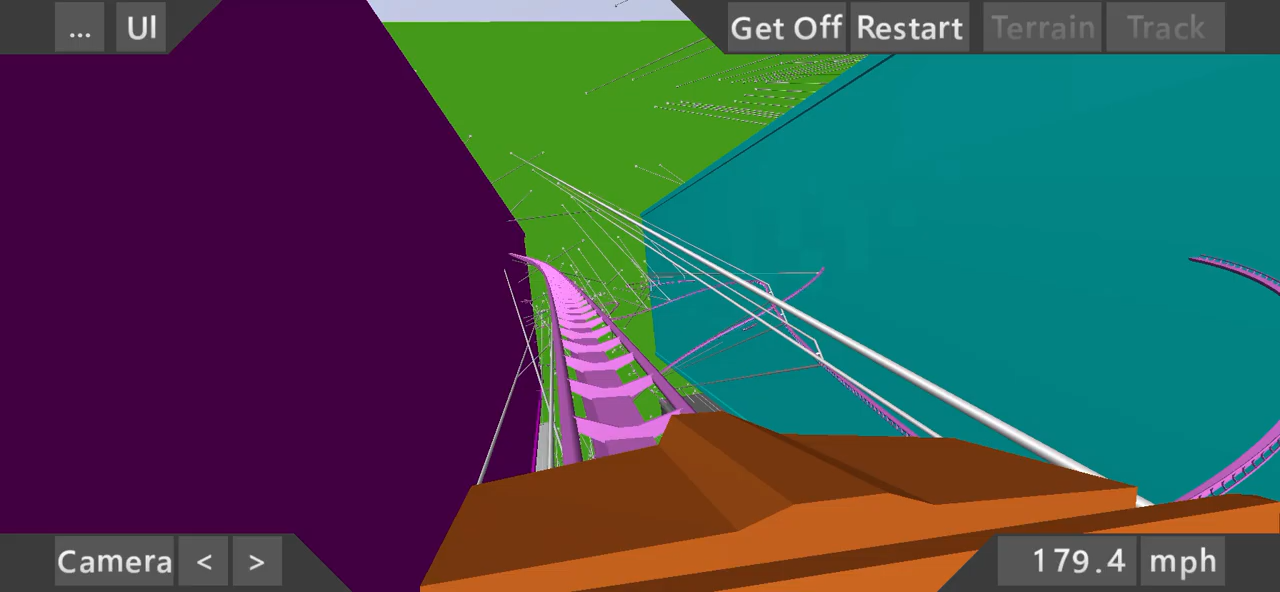 ... UI Get Off Restart Terrain Track
Camera < > 179.4 mph